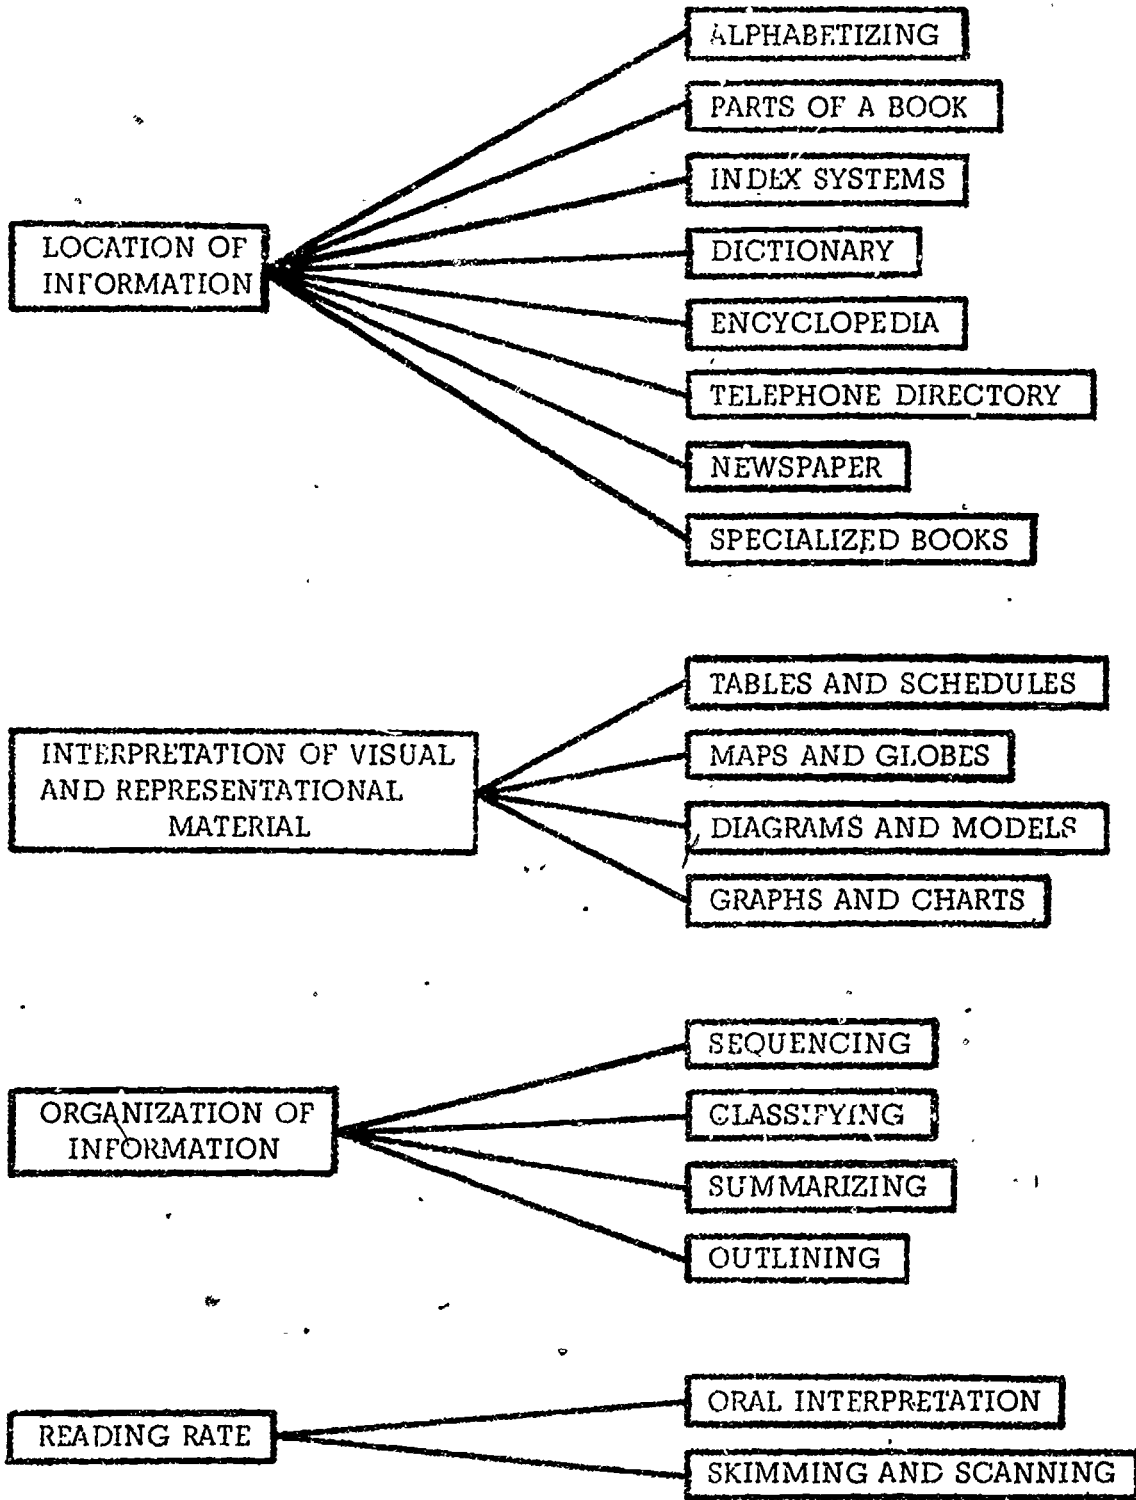 ALPHABETIZING
PARTS OF A BOOK
INDEX SYSTEMS
LOCATION OF
INFORMATION
DICTIONARY
ENCYCLOPEDIA
TELEPHONE DIRECTORY
NEWSPAPER
SPECIALIZED BOOKS
TABLES AND SCHEDULES
INTERPRETATION OF VISUAL
AND REPRESENTATIONAL
MATERIAL
MAPS AND GLOBES
DIAGRAMS AND MODELS
GRAPHS AND CHARTS
SEQUENCING
ORGANIZATION OF
INFORMATION
CLASSIFYING
SUMMARIZING
OUTLINING
READING RATE
ORAL INTERPRETATION
SKIMMING AND SCANNING